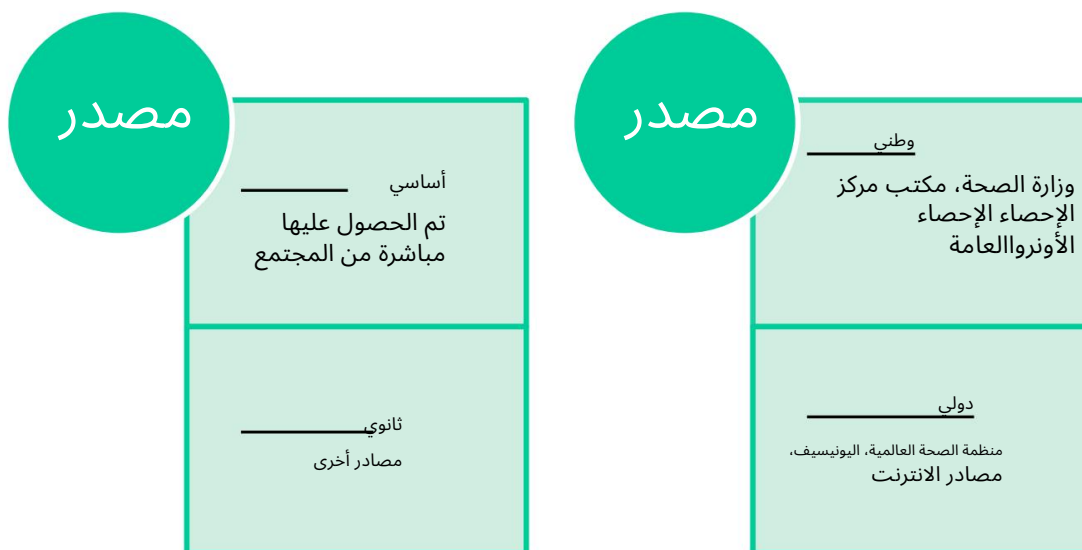 مصدر
أساسي
تم الحصول عليها
مباشرة من المجتمع
ثانوي
مصادر أخرى
مصدر
وطني
وزارة الصحة، مكتب مركز
الإحصاء الإحصاء
الأونرواالعامة
دولي
منظمة الصحة العالمية، اليونيسيف،
مصادر الانترنت